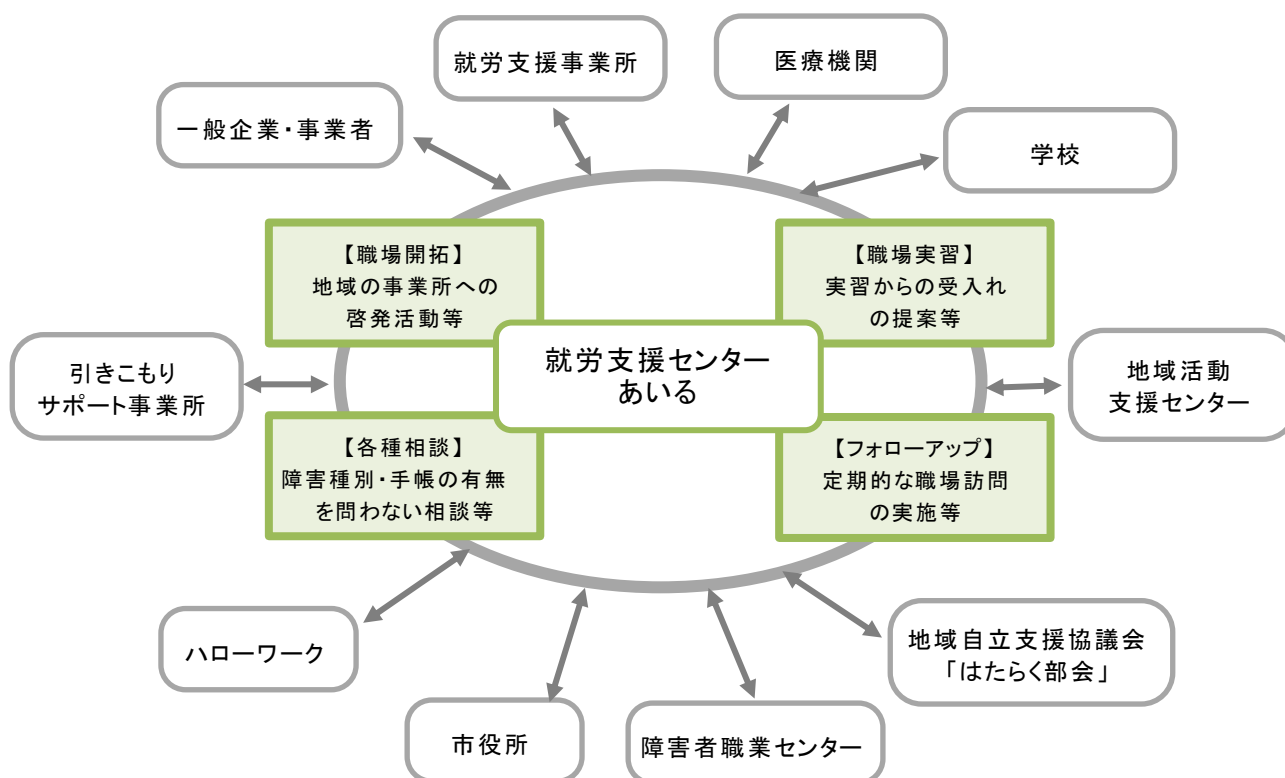 就労支援事業所
医療機関
一般企業・事業者
学校
【職場開拓】
地域の事業所への
啓発活動等
【職場実習】
実習からの受入れ
の提案等
就労支援センター
あいる
引きこもり
サポート事業所
地域活動
支援センター
【各種相談】
障害種別・手帳の有無
を問わない相談等
【フォローアップ】
定期的な職場訪問
の実施等
ハローワーク
地域自立支援協議会
「はたらく部会」
市役所
障害者職業センター